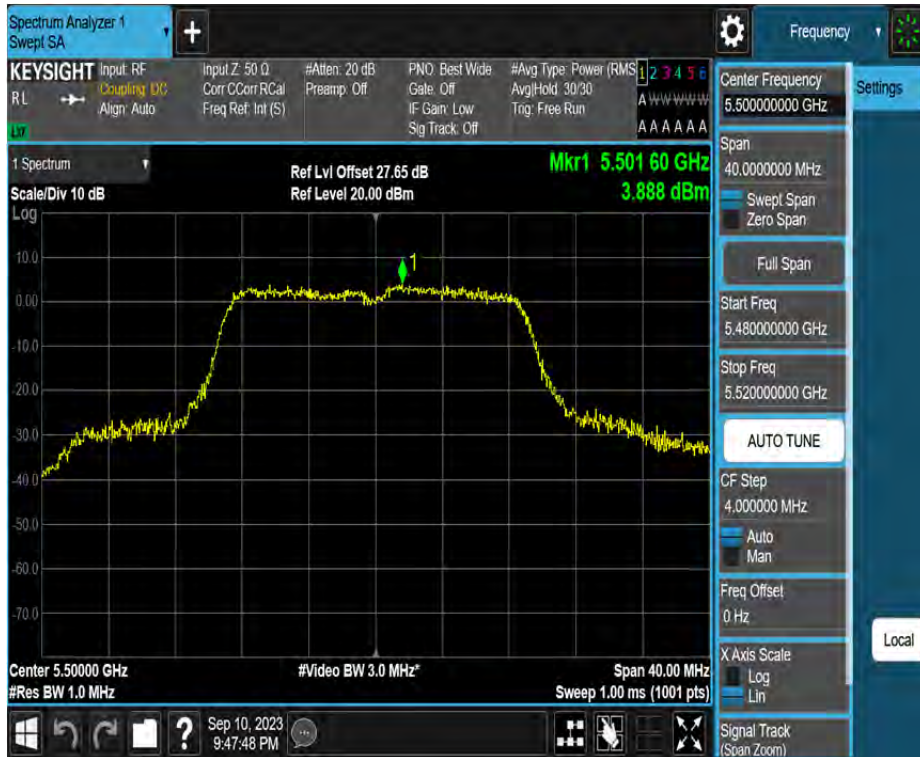 Spectrum Analyzer 1
Swept SA
+
Frequency
KEYSIGHT
RL
LXI
Input: RF
Coupling: DC
Align: Auto
Input Z: 50 Ω
Corr CCorr RCal
Freq Ref: Int (S)
#Atten: 20 dB
Preamp: Off
PNO: Best Wide
Gate: Off
IF Gain: Low
Sig Track: Off
#Avg Type: Power (RMS
Avg|Hold: 30/30
Trig: Free Run
1 2 3 4 5 6
A W W W W W
A A A A A A
Center Frequency
5.500000000 GHz
Settings
Span
40.0000000 MHz
Swept Span
Zero Span
Full Span
Start Freq
5.480000000 GHz
Stop Freq
5.520000000 GHz
AUTO TUNE
CF Step
4.000000 MHz
Auto
Man
Freq Offset
0 Hz
X Axis Scale
Log
Lin
Signal Track
(Span Zoom)
Local
1 Spectrum
Scale/Div 10 dB
Log
Ref Lvl Offset 27.65 dB
Ref Level 20.00 dBm
Mkr1 5.501 60 GHz
3.888 dBm
1
10.0
0.00
-10.0
-20.0
-30.0
-40.0
-50.0
-60.0
-70.0
Center 5.50000 GHz
#Res BW 1.0 MHz
#Video BW 3.0 MHz*
Span 40.00 MHz
Sweep 1.00 ms (1001 pts)
?
Sep 10, 2023
9:47:48 PM